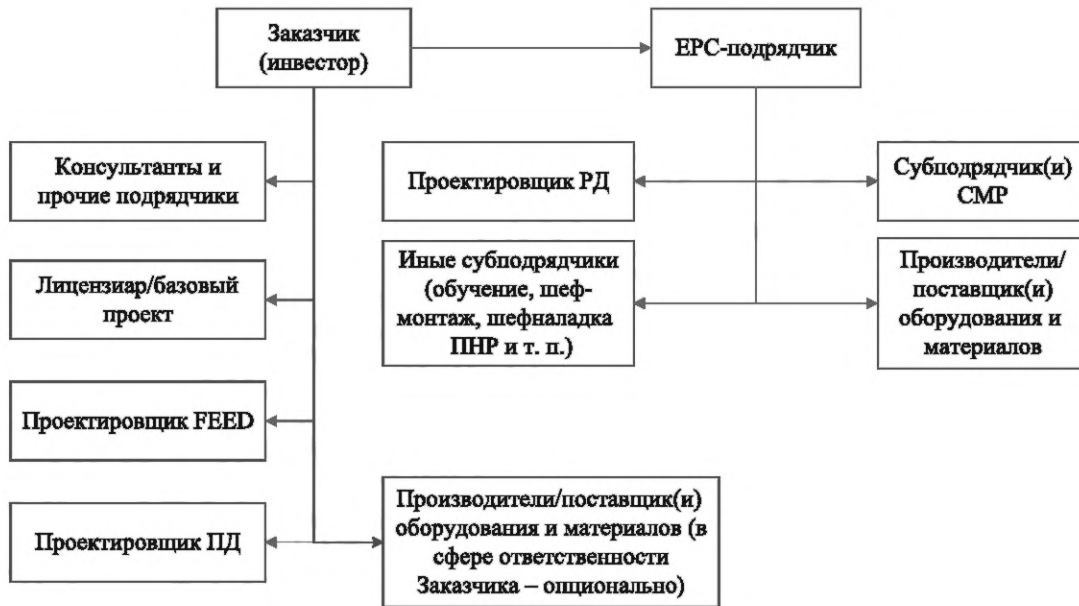 Заказчик
(инвестор)
EPC-подрядчик
Консультанты и
прочие подрядчики
Проектировщик РД
Субподрядчик(и)
СМР
Лицензиар/базовый
проект
Иные субподрядчики
(обучение, шеф-
монтаж, шефналадка
ПНР и т. п.)
Производители/
поставщик(и)
оборудования и
материалов
Проектировщик FEED
Проектировщик ПД
Производители/поставщик(и)
оборудования и материалов (в
сфере ответственности
Заказчика – опционально)